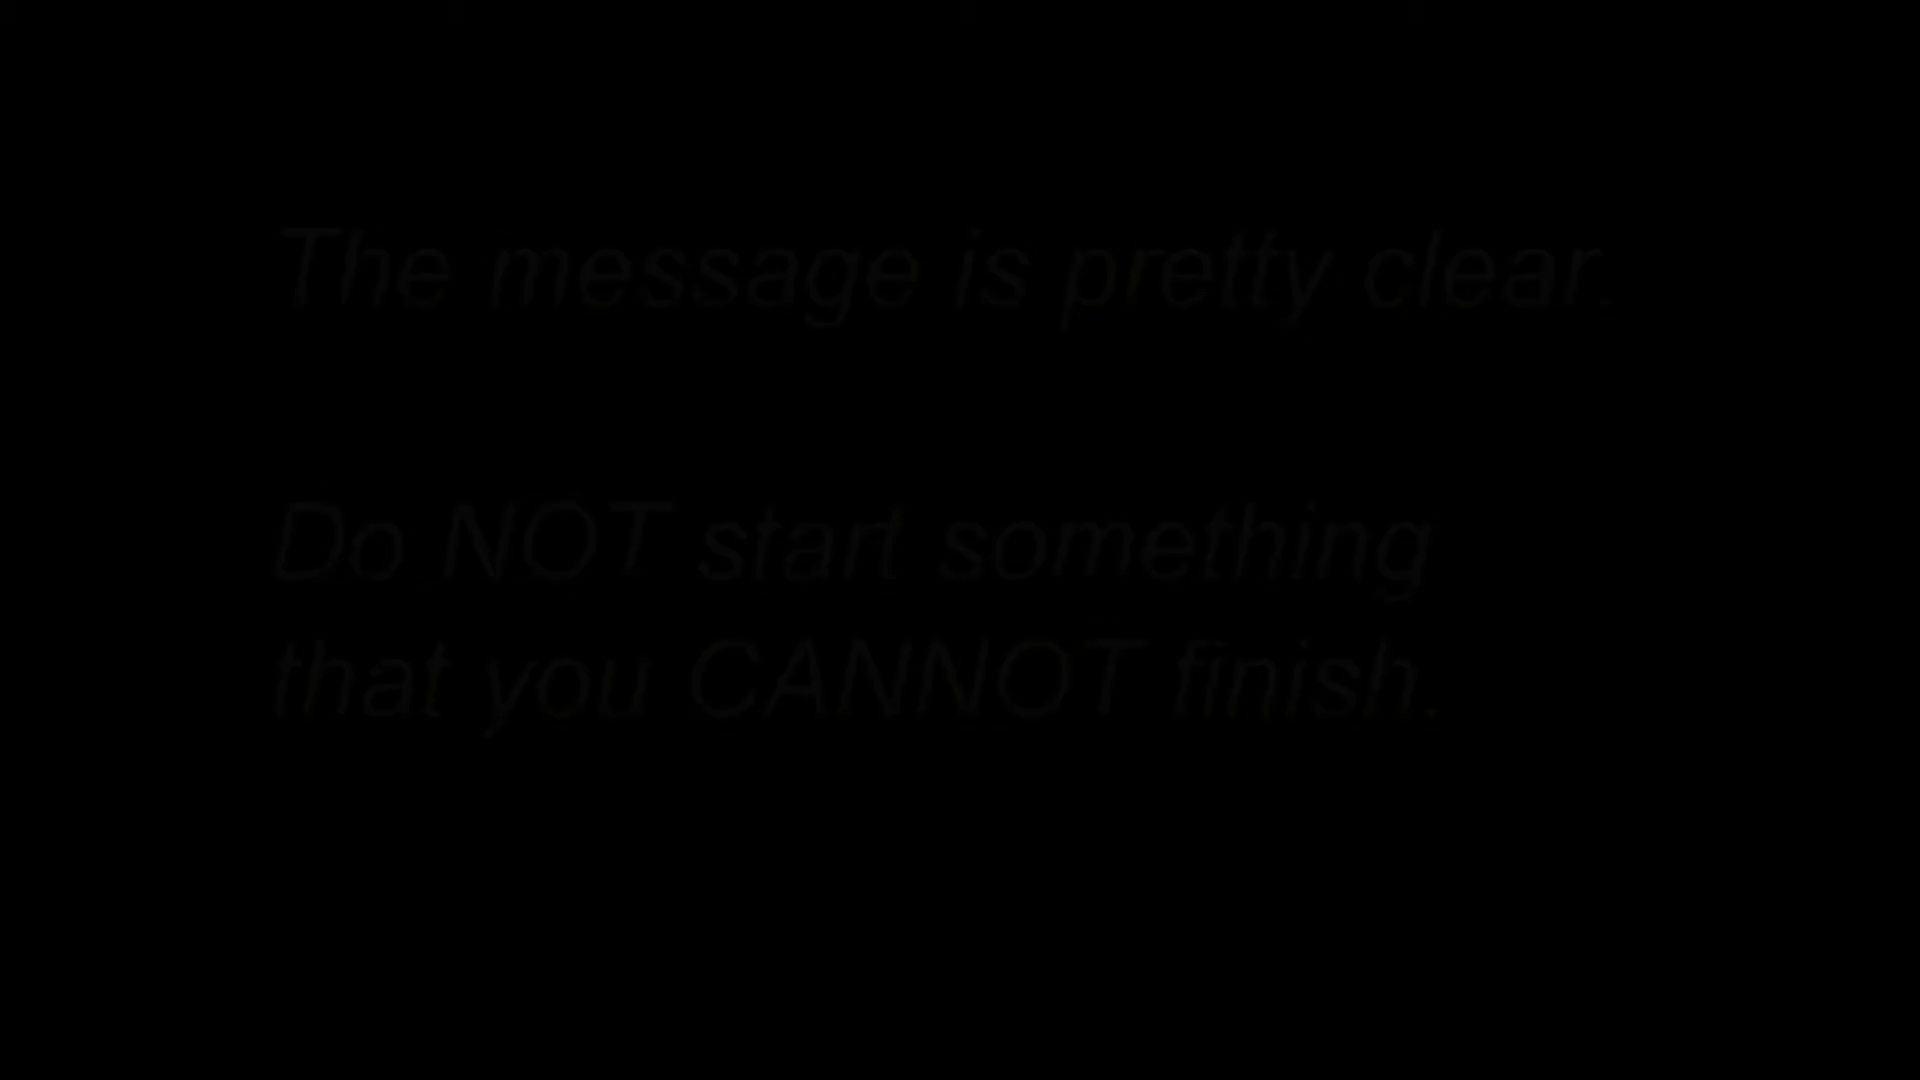 The message is pretty clear.
Do NOT start something
that you CANNOT finish.